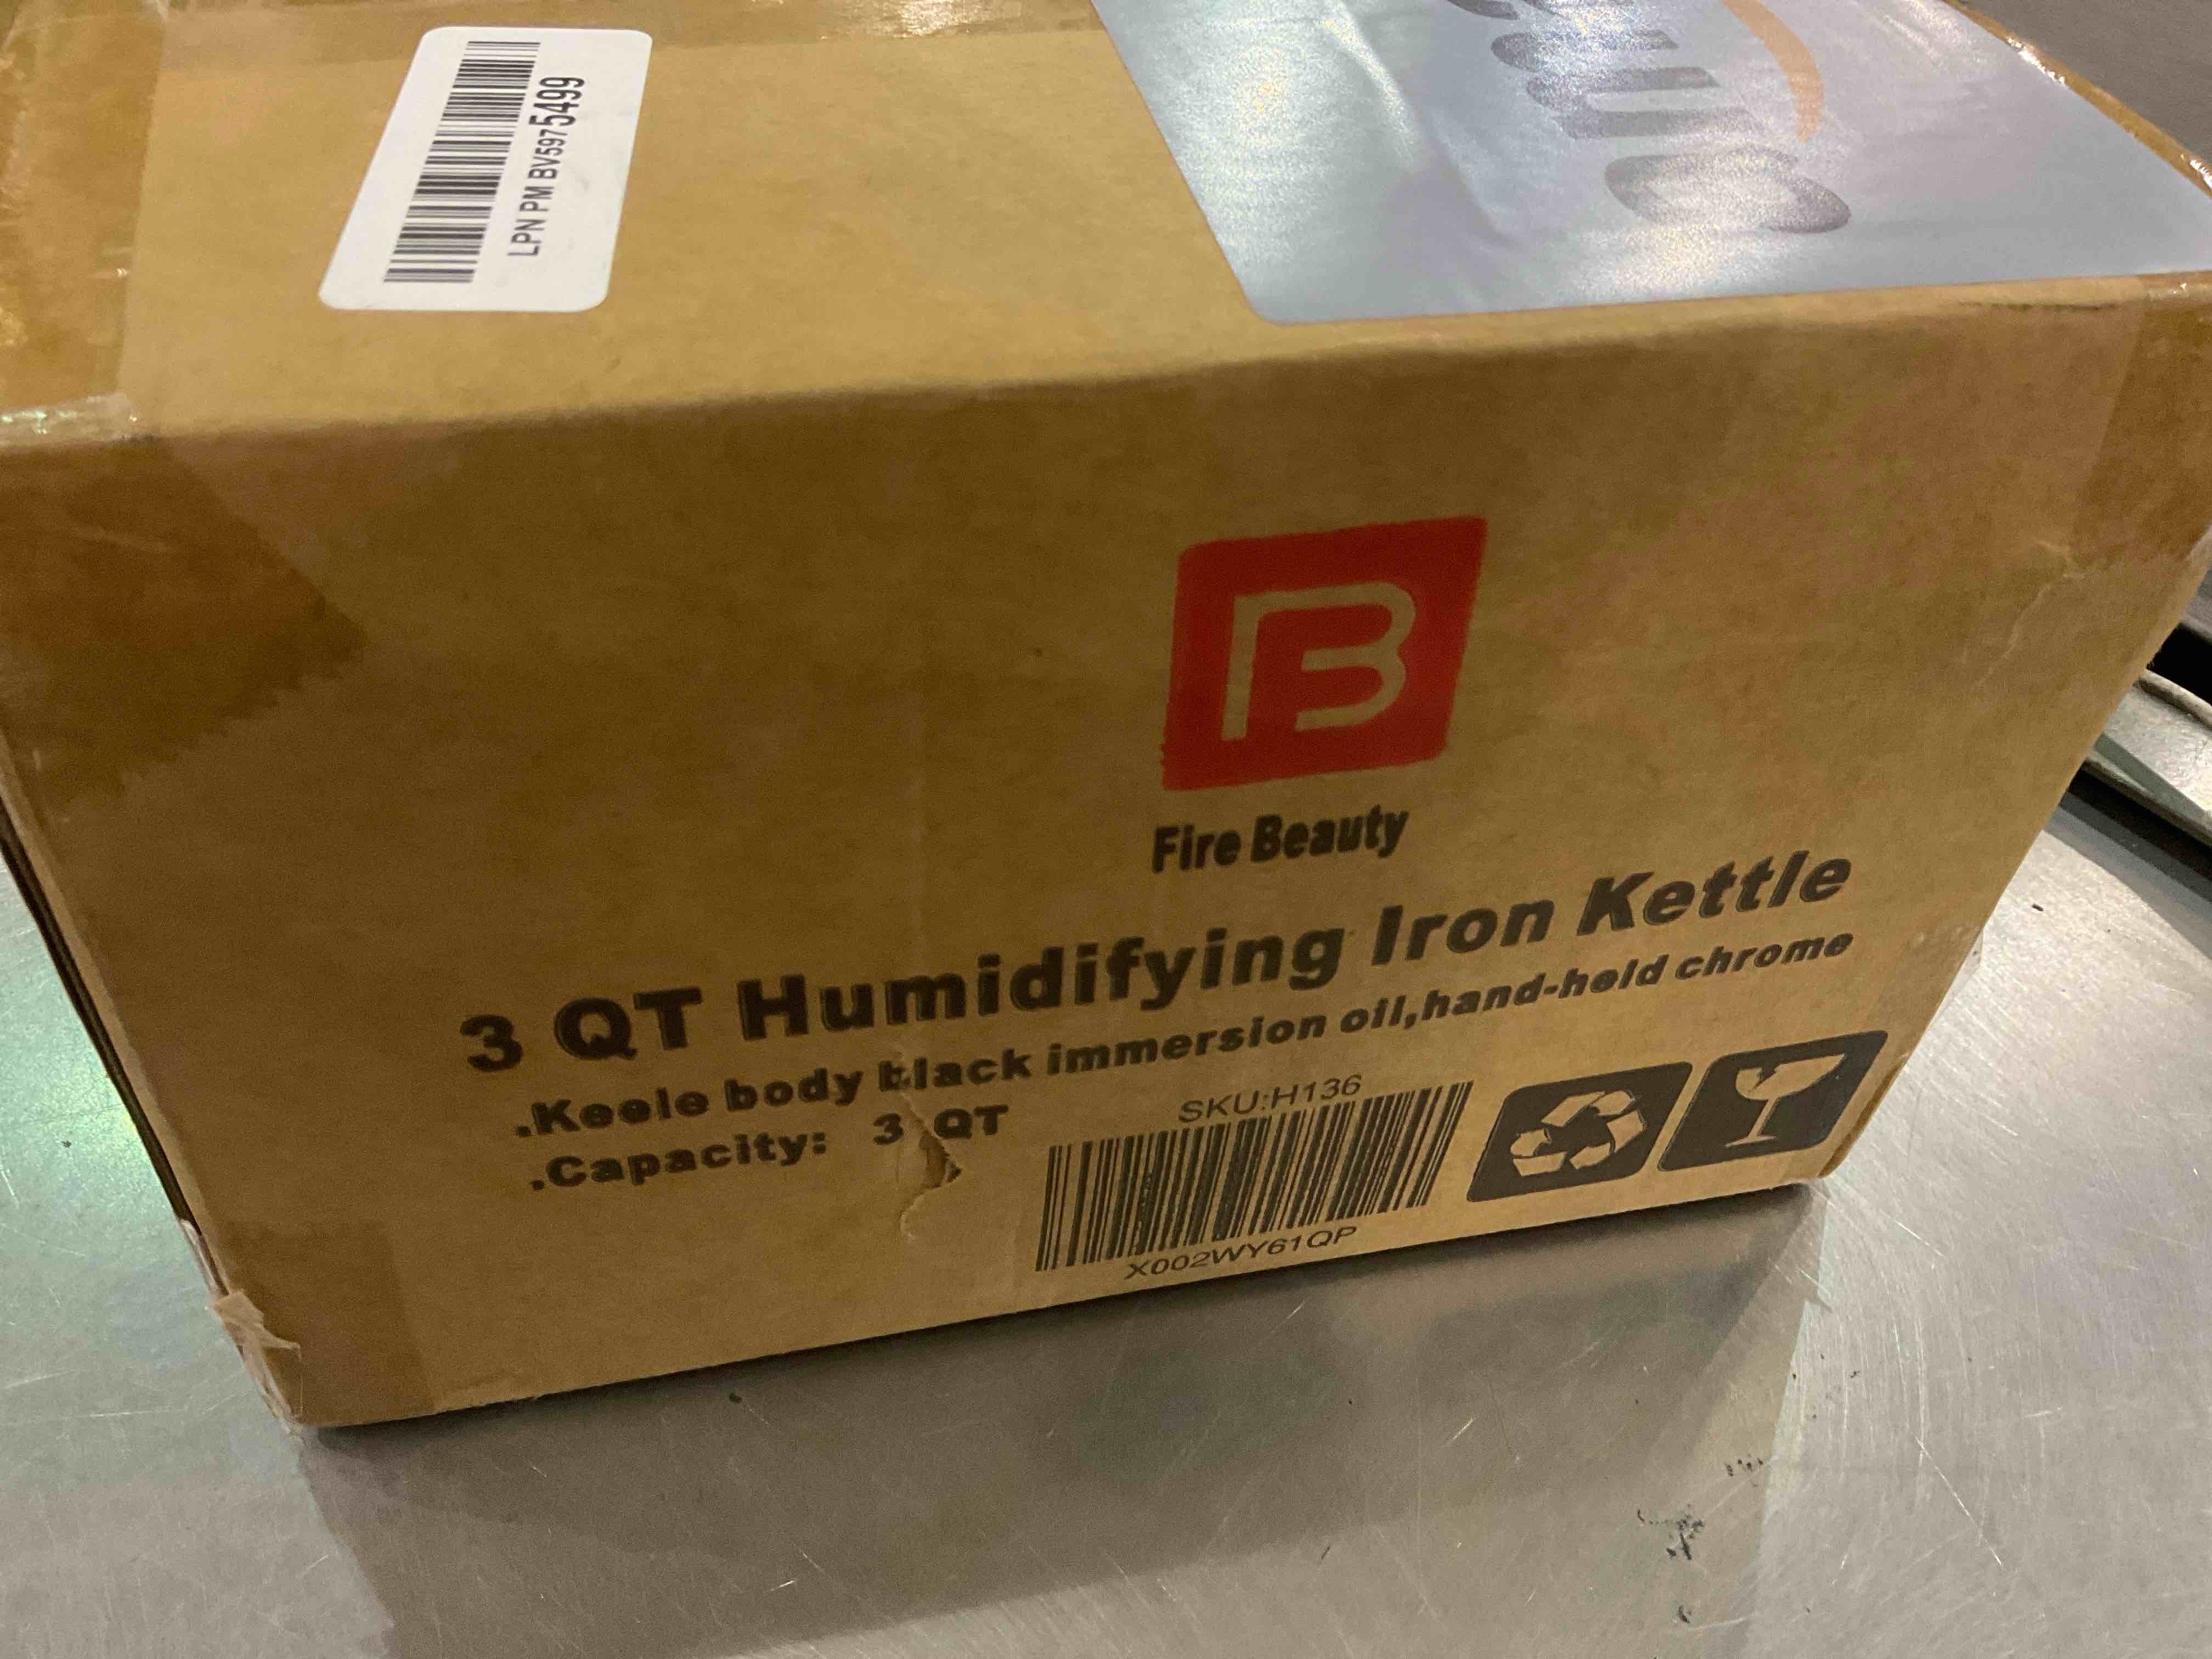 LPN PM BV5975499
Fire Beauty
3 QT Humidifying Iron Kettle
.Keele body black immersion oil,hand-hold chrome
.Capacity: 3 QT
SKU:H136
X002WY61QP